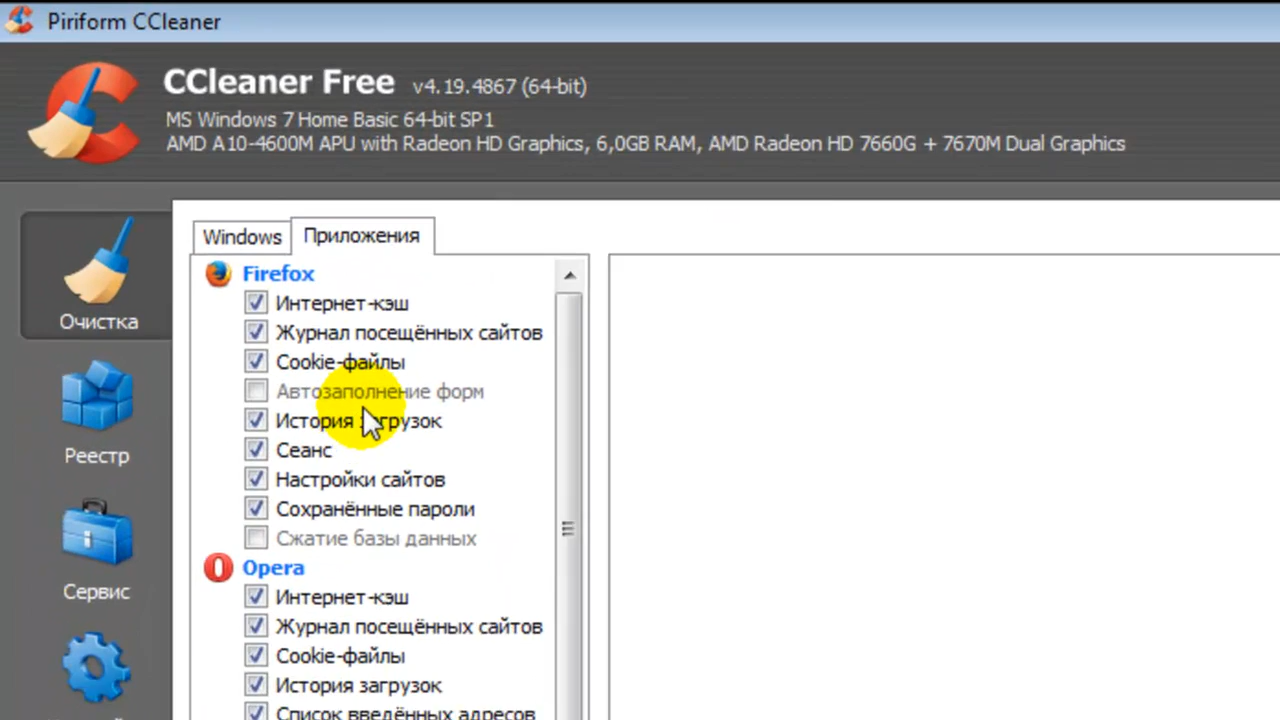 Piriform CCleaner
CCleaner Free v4.19.4867 (64-bit)
MS Windows 7 Home Basic 64-bit SP1
AMD A10-4600M APU with Radeon HD Graphics, 6,0GB RAM, AMD Radeon HD 7660G + 7670M Dual Graphics
Очистка
Реестр
Сервис
Windows
Приложения
Firefox
Интернет-кэш
Журнал посещённых сайтов
Cookie-файлы
Автозаполнение форм
История загрузок
Сеанс
Настройки сайтов
Сохранённые пароли
Сжатие базы данных
Opera
Интернет-кэш
Журнал посещённых сайтов
Cookie-файлы
История загрузок
Список введённых адресов